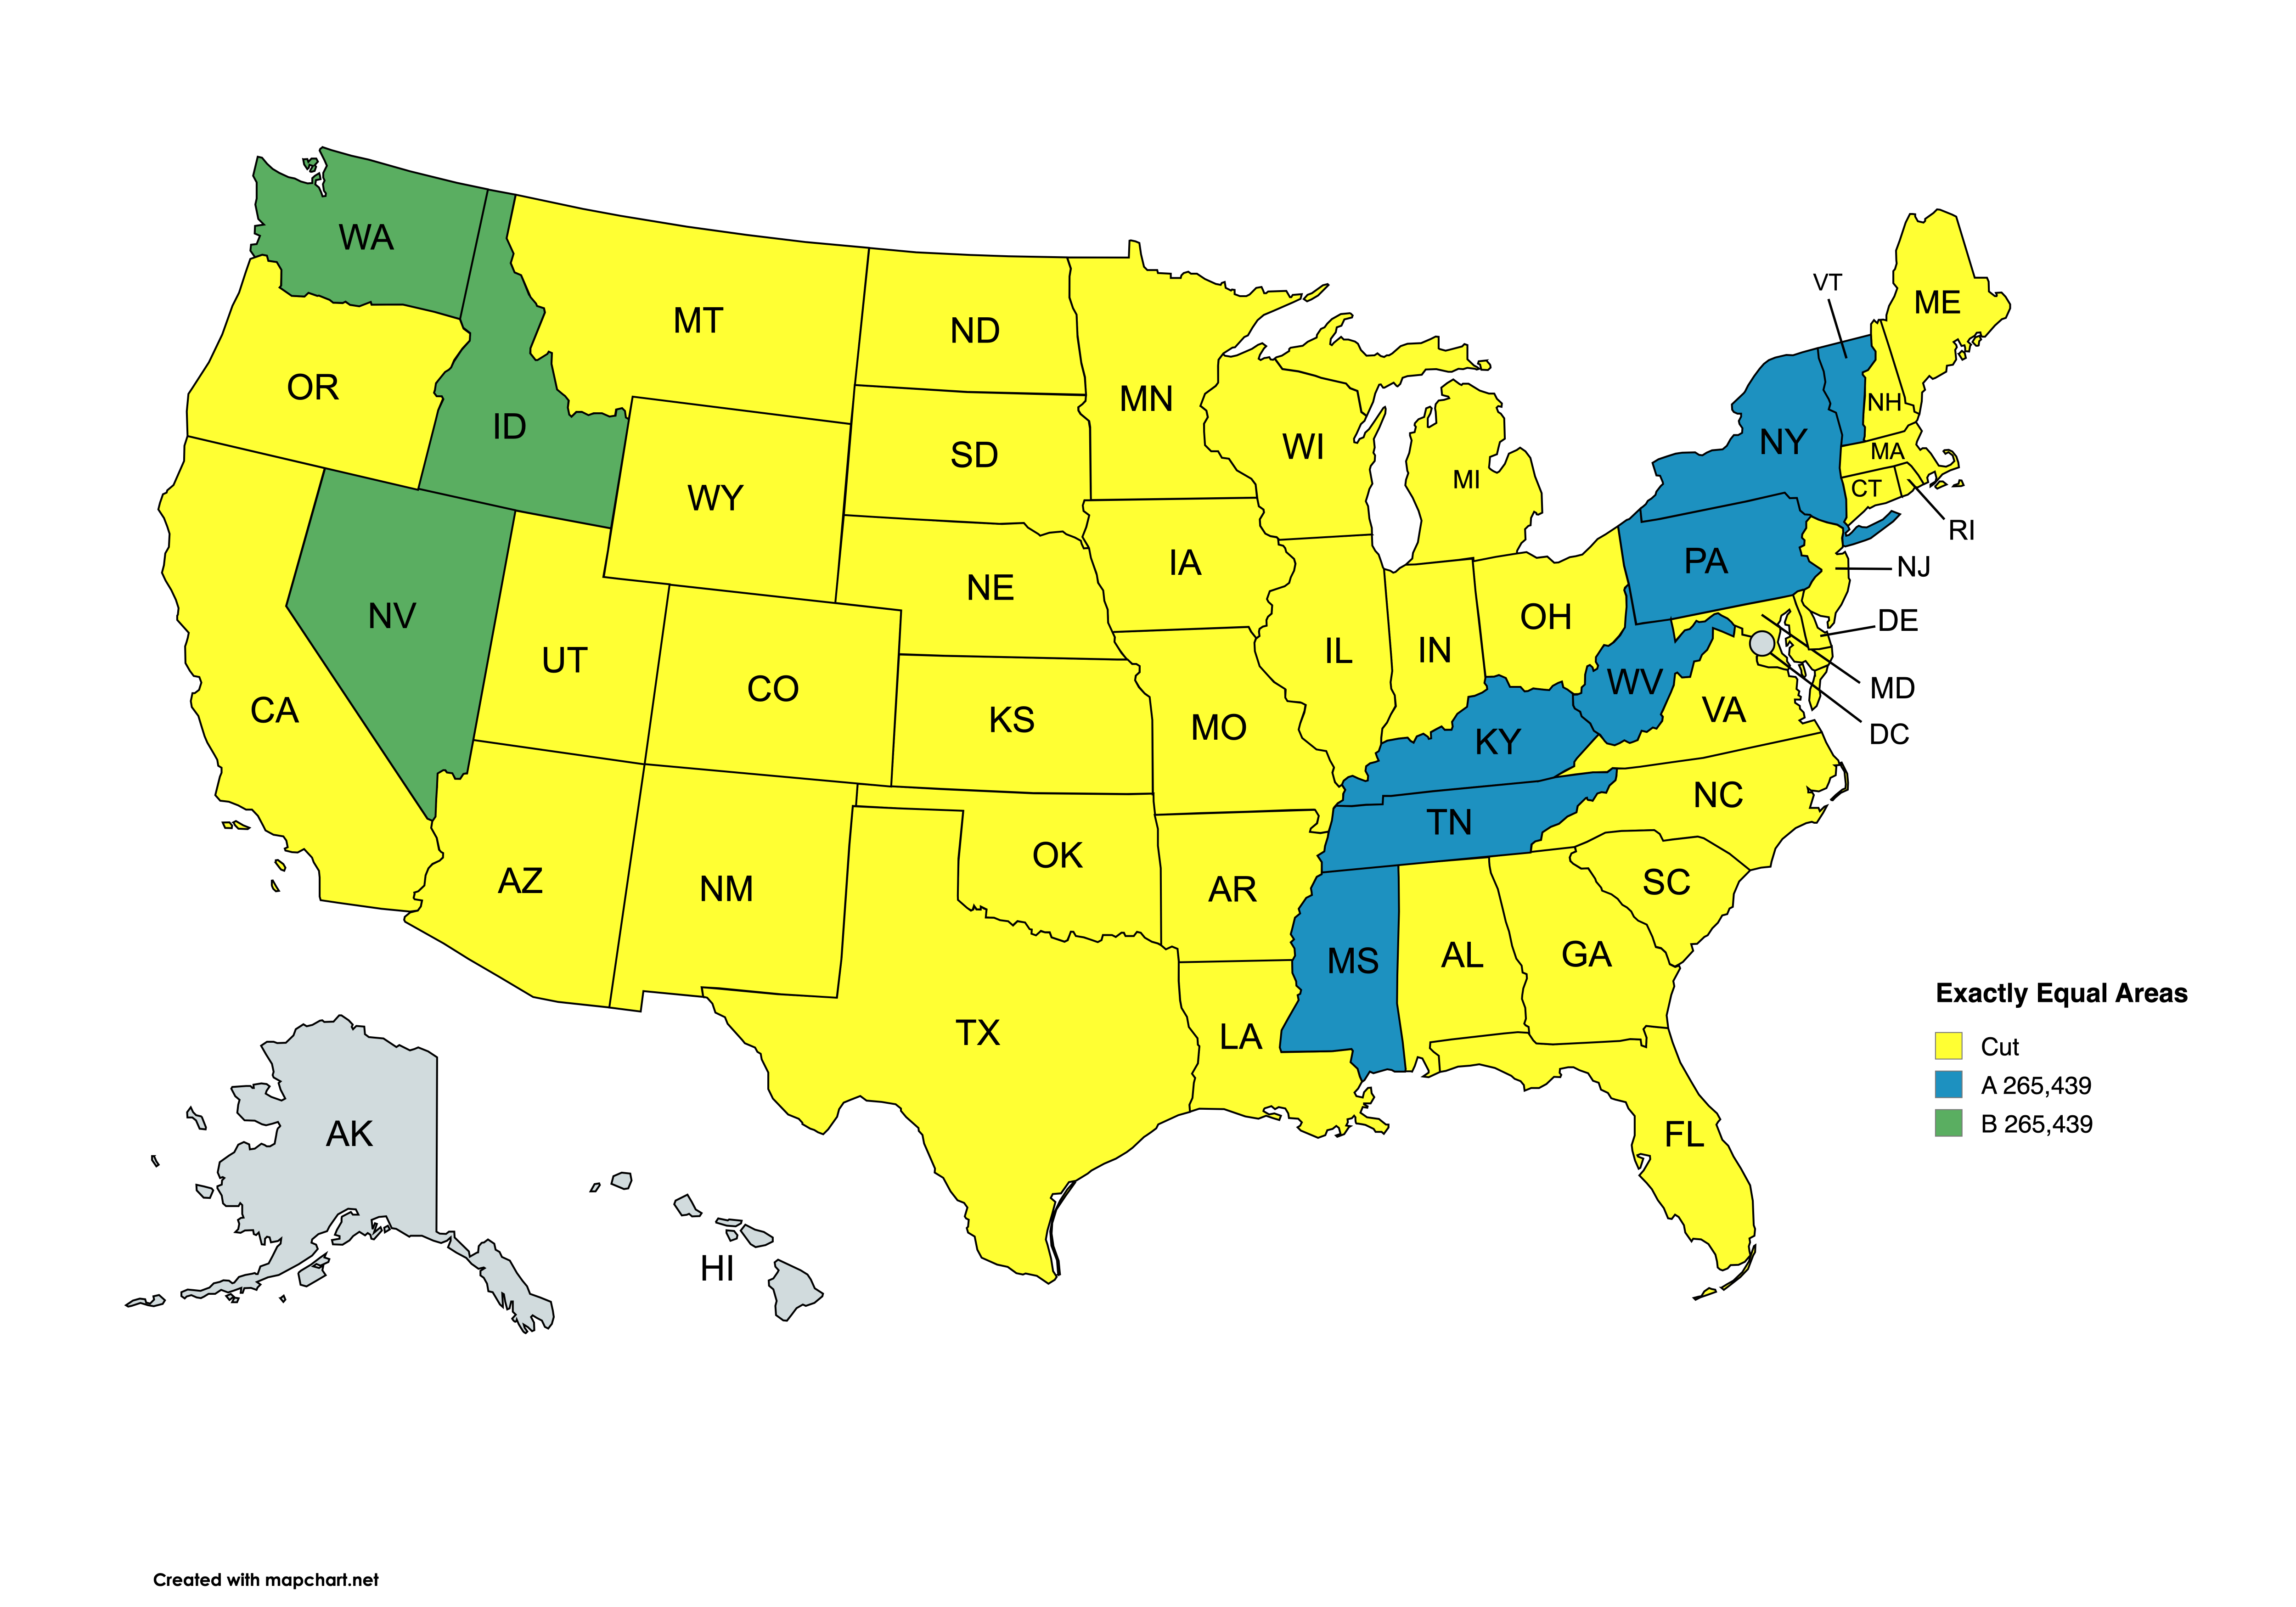 WA
VT
ME
MT
ND
OR
MN
ID
NH
NY
SD
WI
MA
MI
CT
WY
RI
IA
PA
NJ
NE
NV
OH
DE
UT
IL
IN
WV
MD
CO
CA
KS
VA
MO
KY
DC
NC
TN
OK
AZ
NM
AR
SC
MS
AL
GA
Exactly Equal Areas
TX
LA
Cut
A 265,439
B 265,439
AK
FL
HI
Created with mapchart.net